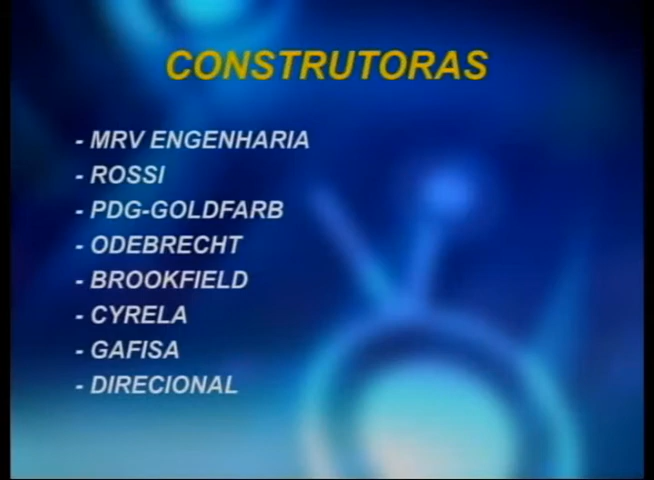 CONSTRUTORAS
- MRV ENGENHARIA
- ROSSI
- PDG-GOLDFARB
- ODEBRECHT
- BROOKFIELD
- CYRELA
- GAFISA
- DIRECIONAL